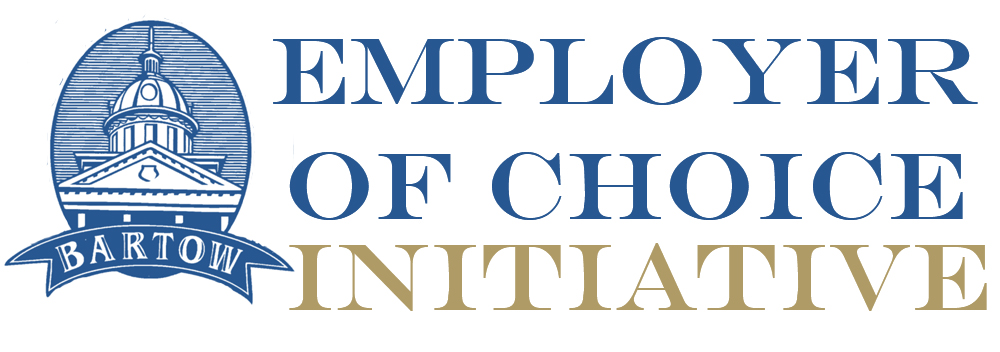 BARTOW
EMPLOYER
OF CHOICE
INITIATIVE